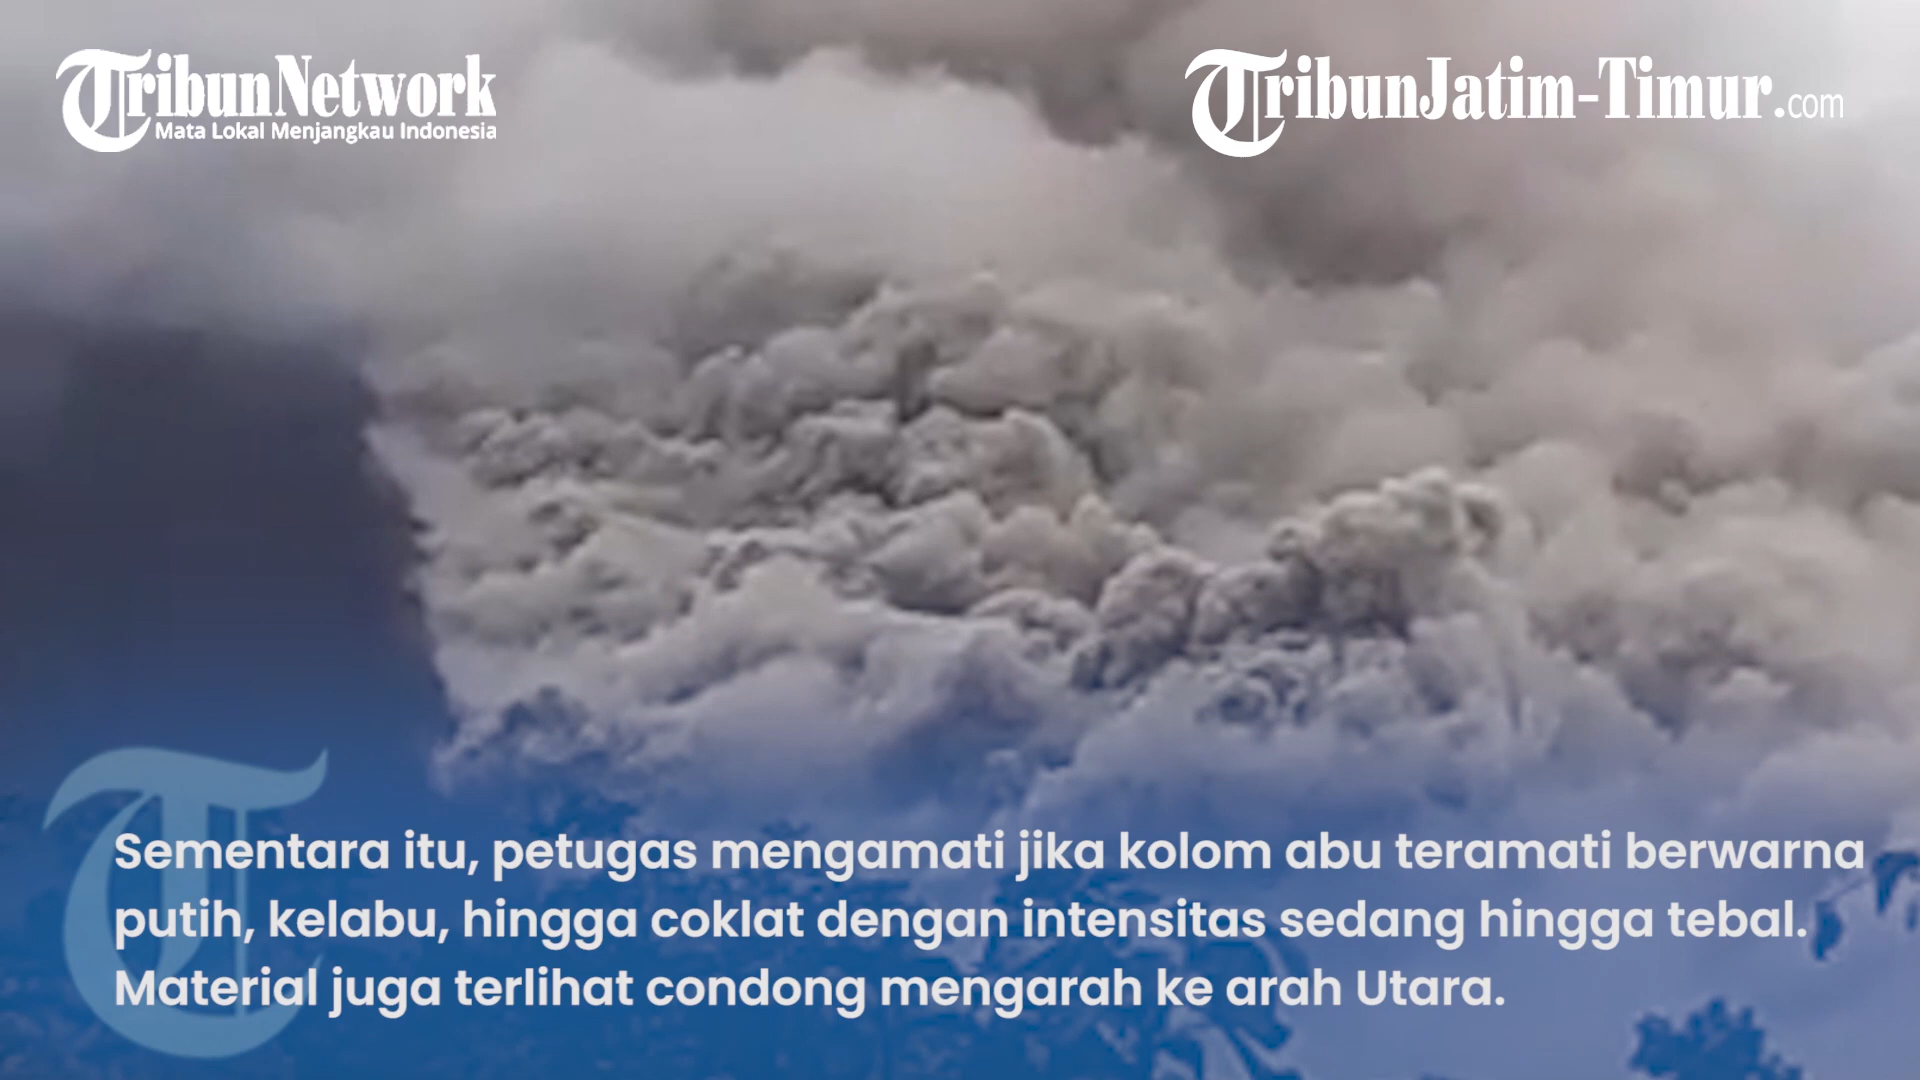 TribunNetwork
Mata Lokal Menjangkau Indonesia
TribunJatim-Timur.com
Sementara itu, petugas mengamati jika kolom abu teramati berwarna
putih, kelabu, hingga coklat dengan intensitas sedang hingga tebal.
Material juga terlihat condong mengarah ke arah Utara.